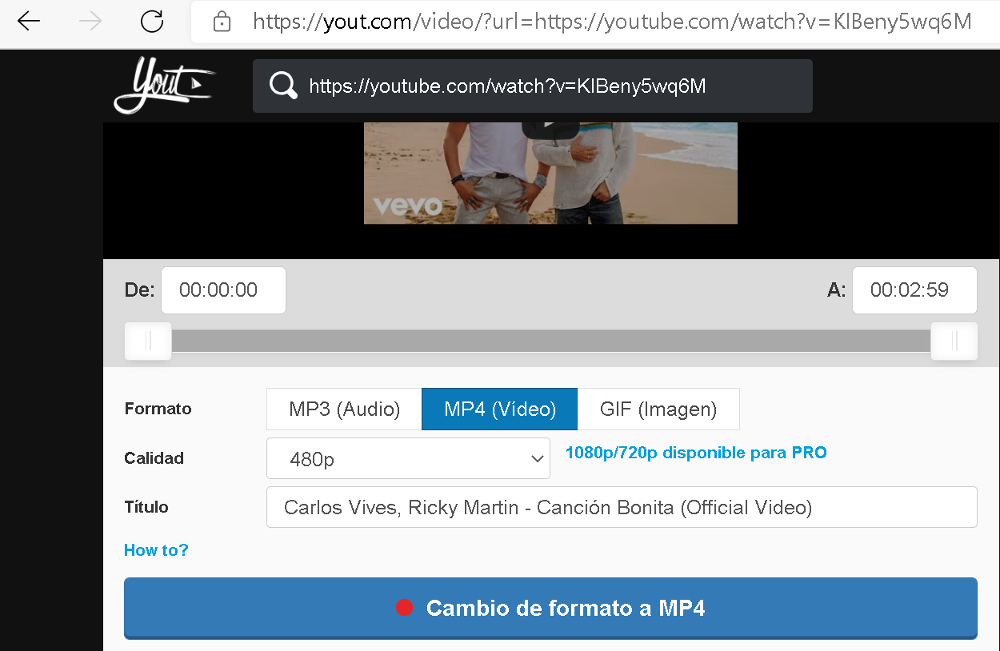 https://yout.com/video/?url=https://youtube.com/watch?v=KIBeny5wq6M
Yout
https://youtube.com/watch?v=KIBeny5wq6M
vevo
De: 00:00:00 A: 00:02:59
Formato MP3 (Audio) MP4 (Vídeo) GIF (Imagen)
Calidad 480p 1080p/720p disponible para PRO
Título Carlos Vives, Ricky Martin - Canción Bonita (Official Video)
How to?
Cambio de formato a MP4